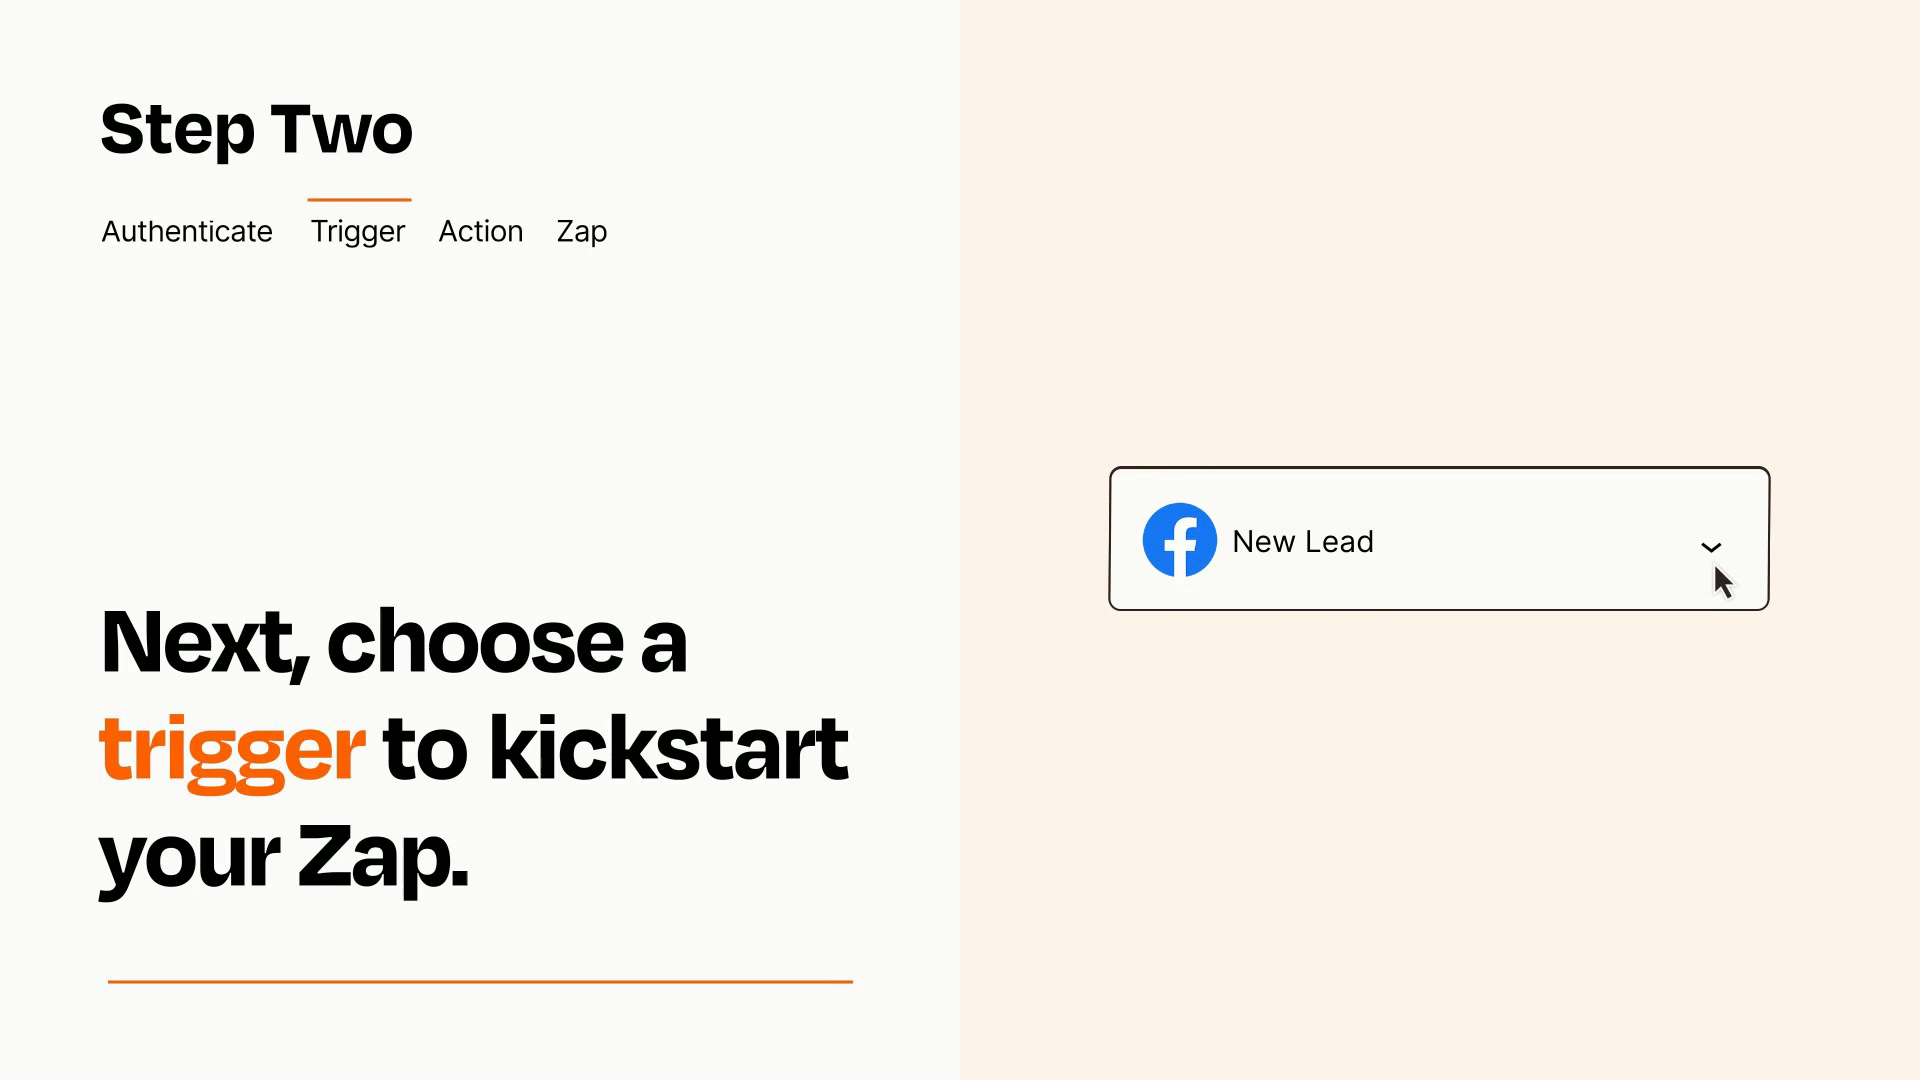 Step Two
Authenticate Trigger Action Zap
Next, choose a
trigger to kickstart
your Zap.
New Lead